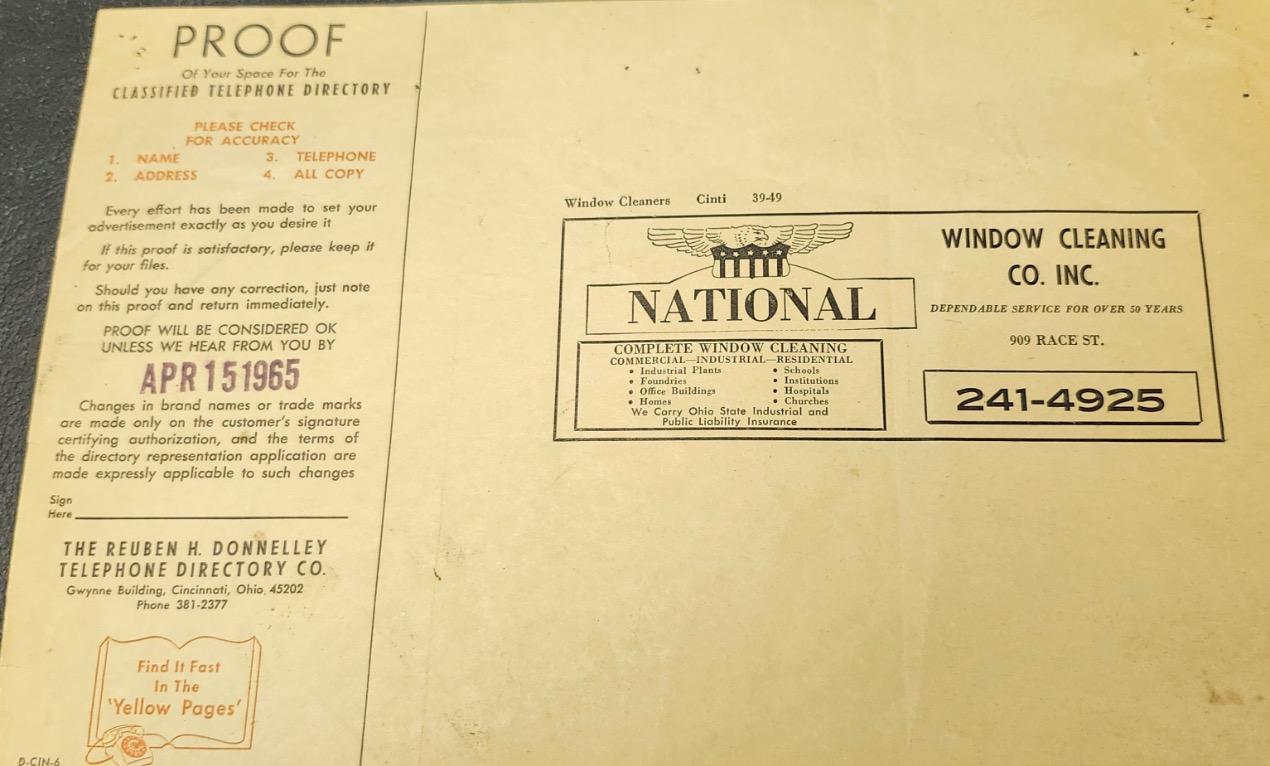 PROOF
Of Your Space For The
CLASSIFIED TELEPHONE DIRECTORY
PLEASE CHECK
FOR ACCURACY
1. NAME 3. TELEPHONE
2. ADDRESS 4. ALL COPY
Every effort has been made to set your
advertisement exactly as you desire it
If this proof is satisfactory, please keep it
for your files.
Should you have any correction, just note
on this proof and return immediately.
PROOF WILL BE CONSIDERED OK
UNLESS WE HEAR FROM YOU BY
APR 15 1965
Changes in brand names or trade marks
are made only on the customer's signature
certifying authorization, and the terms of
the directory representation application are
made expressly applicable to such changes
Sign
Here
THE REUBEN H. DONNELLEY
TELEPHONE DIRECTORY CO.
Gwynne Building, Cincinnati, Ohio 45202
Phone 381-2377
Find It Fast
In The
'Yellow Pages'
D-CIN-6
Window Cleaners Cinti 39-49
NATIONAL
COMPLETE WINDOW CLEANING
COMMERCIAL—INDUSTRIAL—RESIDENTIAL
• Industrial Plants • Schools
• Foundries • Institutions
• Office Buildings • Hospitals
• Homes • Churches
We Carry Ohio State Industrial and
Public Liability Insurance
WINDOW CLEANING
CO. INC.
DEPENDABLE SERVICE FOR OVER 50 YEARS
909 RACE ST.
241-4925